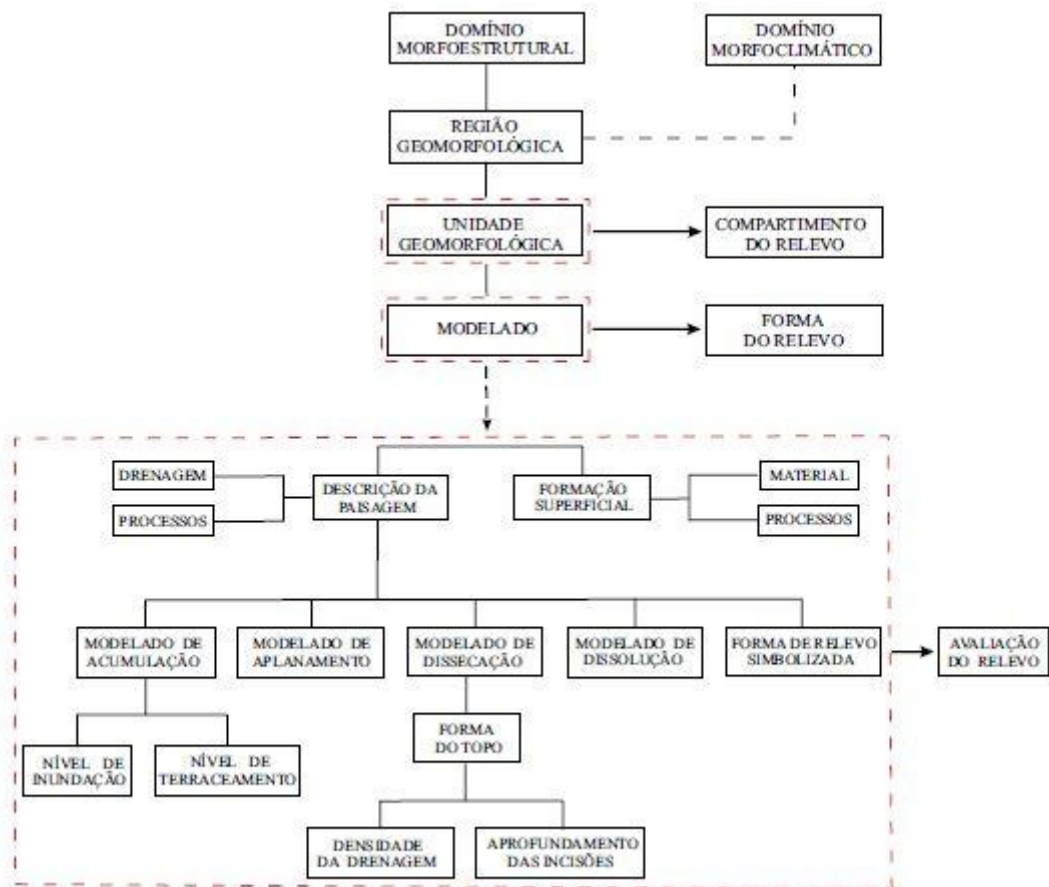 DOMÍNIO
MORFOESTRUTURAL
DOMÍNIO
MORFOCLIMÁTICO
REGIÃO
GEOMORFOLÓGICA
UNIDADE
GEOMORFOLÓGICA
COMPARTIMENTO
DO RELEVO
MODELADO
FORMA
DO RELEVO
DRENAGEM
PROCESSOS
DESCRIÇÃO DA
PAISAGEM
FORMAÇÃO
SUPERFICIAL
MATERIAL
PROCESSOS
MODELADO DE
ACUMULAÇÃO
MODELADO DE
APLANAMENTO
MODELADO DE
DISSECAÇÃO
MODELADO DE
DISSOLUÇÃO
FORMA DE RELEVO
SIMBOLIZADA
AVALIAÇÃO
DO RELEVO
NÍVEL DE
INUNDAÇÃO
NÍVEL DE
TERRACEAMENTO
FORMA
DO TOPO
DENSIDADE
DA DRENAGEM
APROFUNDAMENTO
DAS INCISÕES